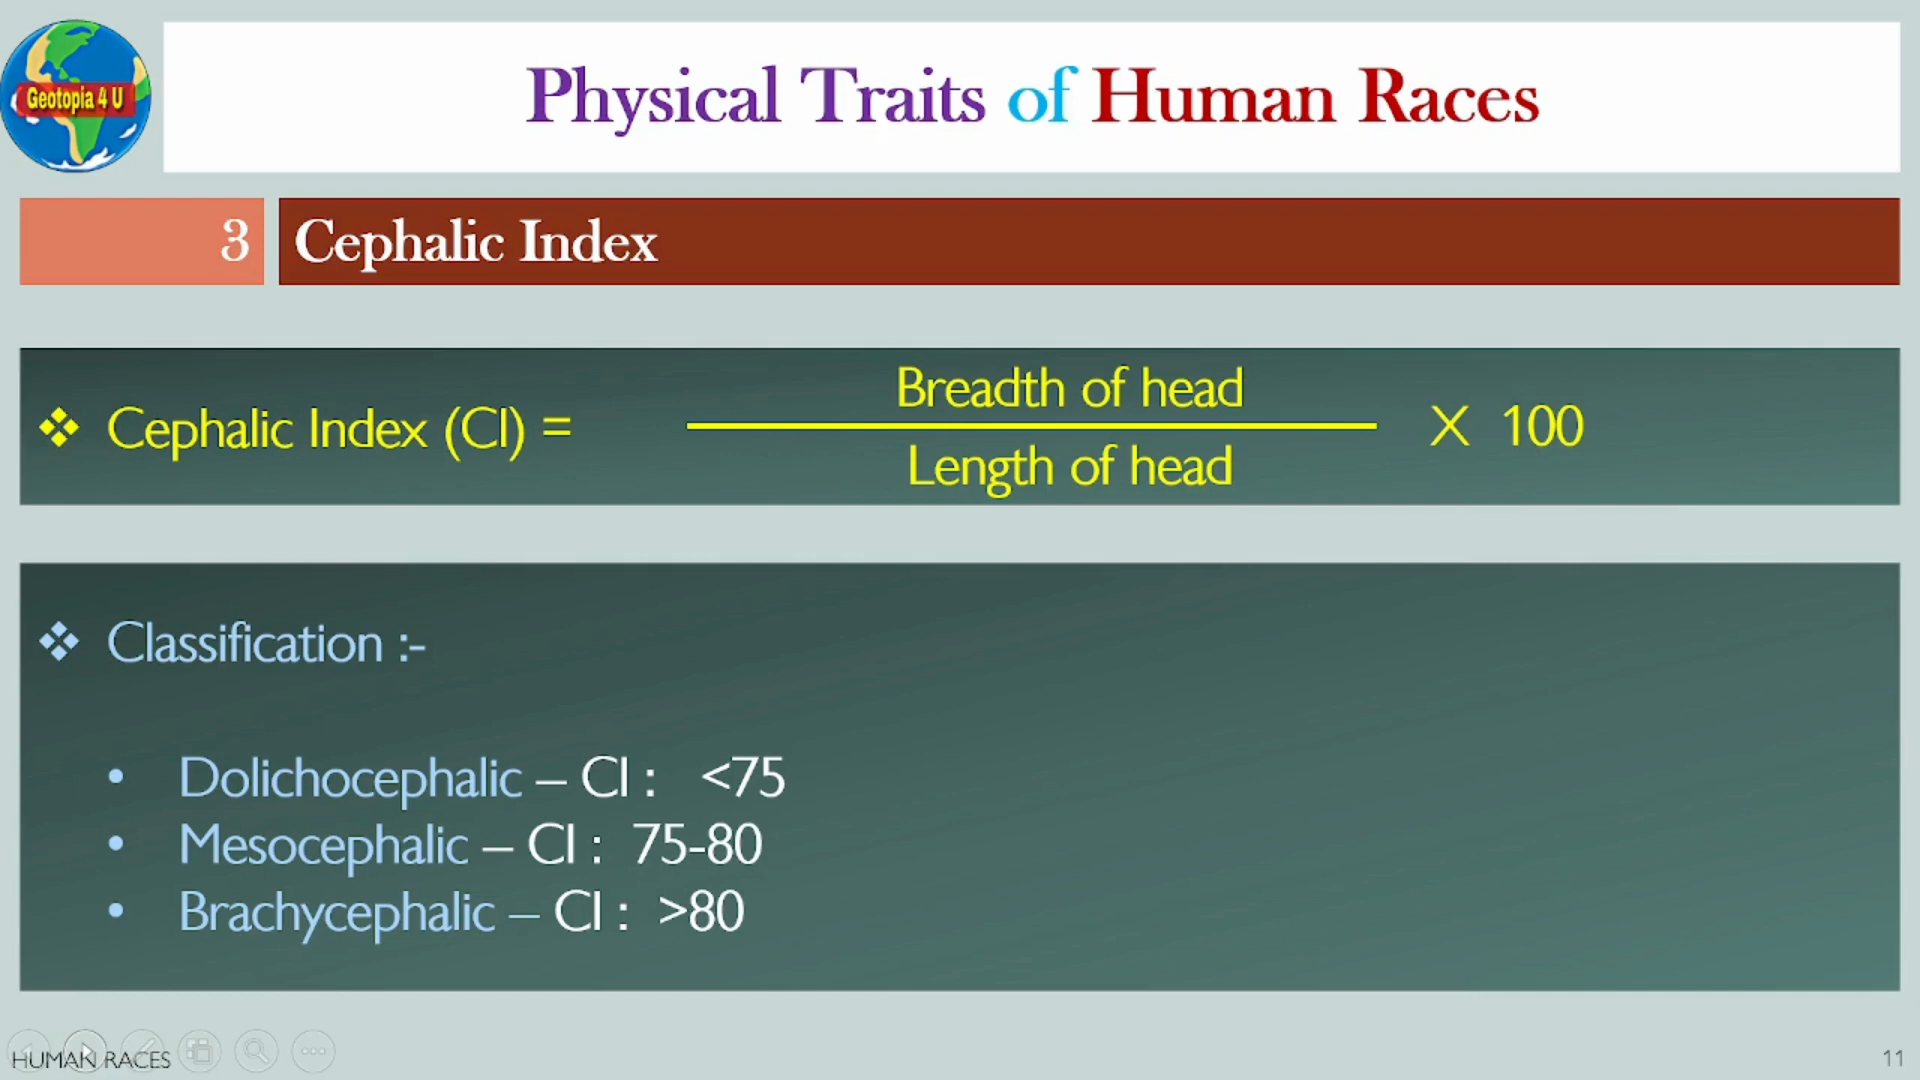 Geotopia 4 U
Physical Traits of Human Races
3
Cephalic Index
❖ Cephalic Index (CI) =
Breadth of head
Length of head
X 100
❖ Classification :-
• Dolichocephalic – CI : <75
• Mesocephalic – CI : 75-80
• Brachycephalic – CI : >80
HUMAN RACES
11